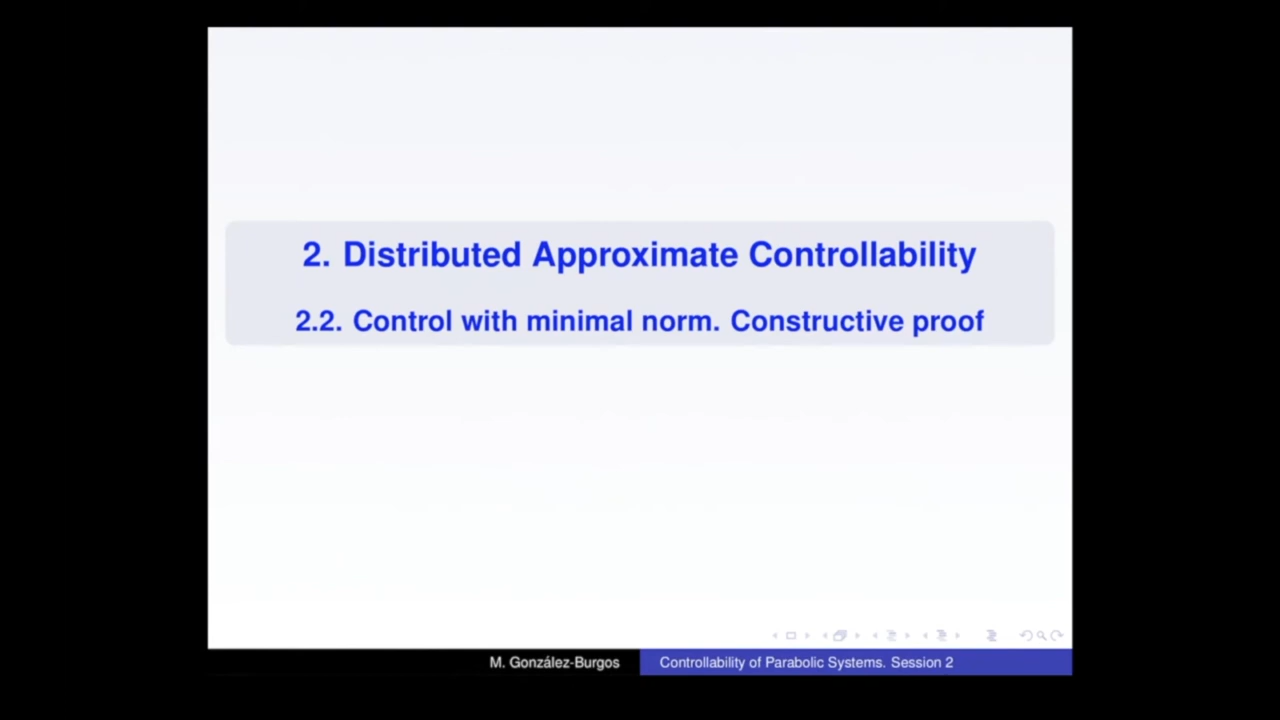 2. Distributed Approximate Controllability
2.2. Control with minimal norm. Constructive proof
M. González-Burgos
Controllability of Parabolic Systems. Session 2